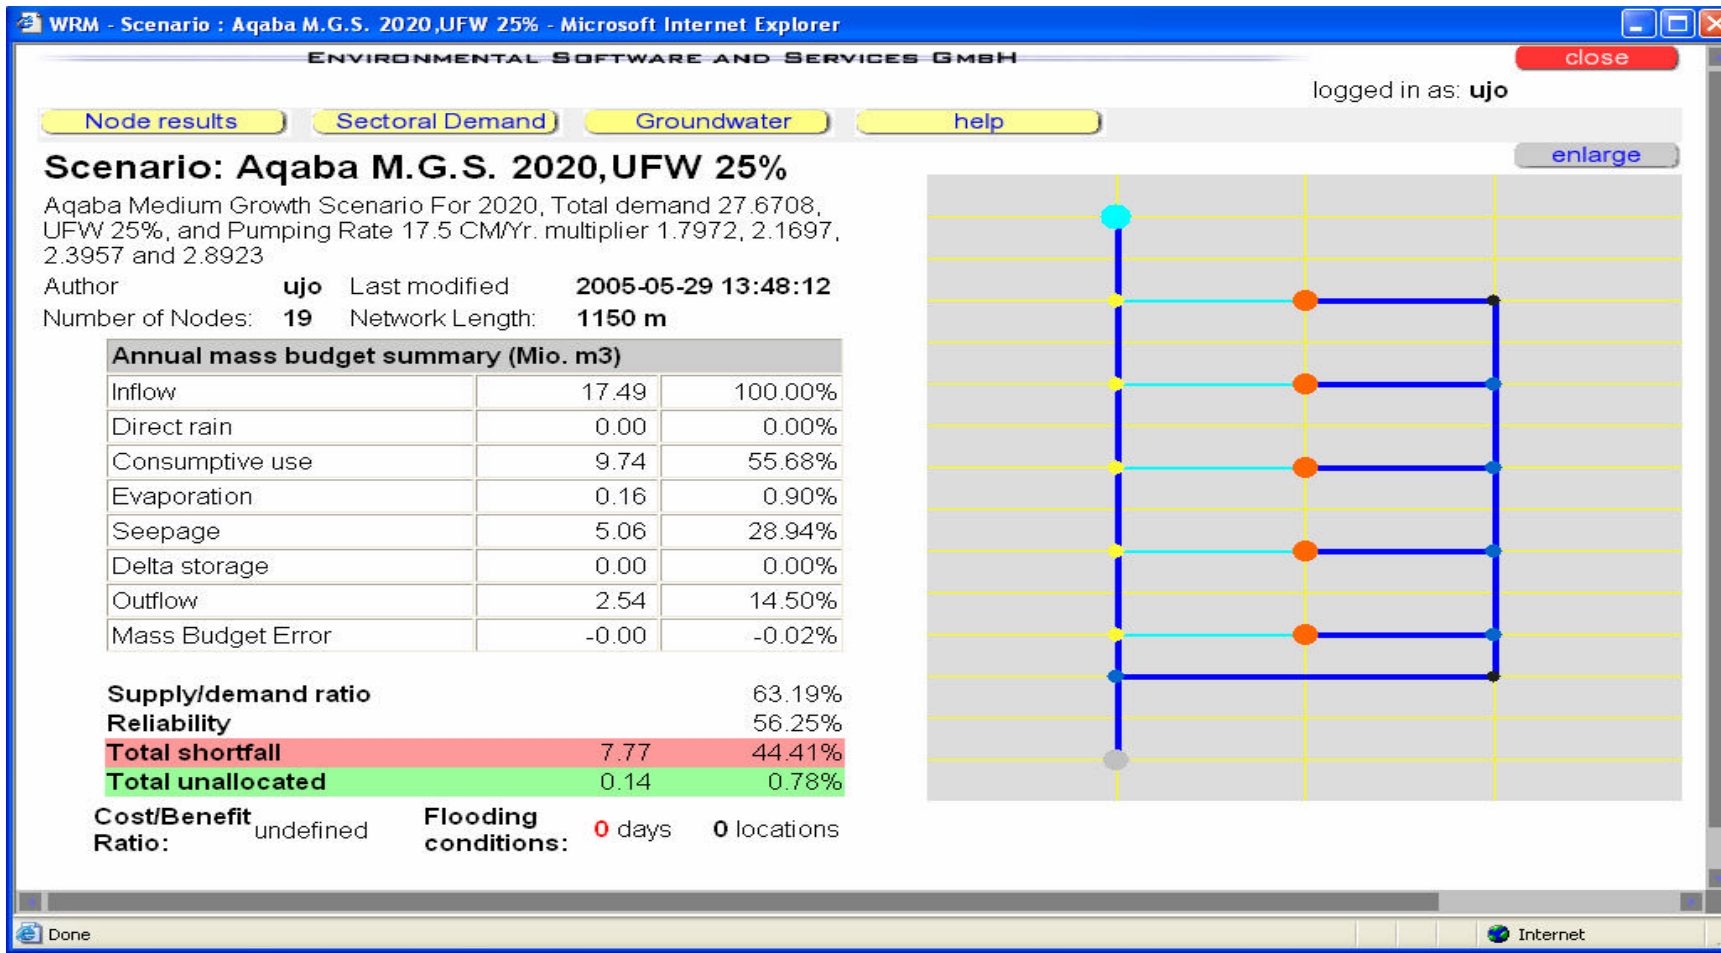 WRM - Scenario : Aqaba M.G.S. 2020,UFW 25% - Microsoft Internet Explorer
ENVIRONMENTAL SOFTWARE AND SERVICES GMBH
close
logged in as: ujo
Node results Sectoral Demand Groundwater help
enlarge
Scenario: Aqaba M.G.S. 2020,UFW 25%
Aqaba Medium Growth Scenario For 2020, Total demand 27.6708,
UFW 25%, and Pumping Rate 17.5 CM/Yr. multiplier 1.7972, 2.1697,
2.3957 and 2.8923
Author ujo Last modified 2005-05-29 13:48:12
Number of Nodes: 19 Network Length: 1150 m
Annual mass budget summary (Mio. m3)
Inflow 17.49 100.00%
Direct rain 0.00 0.00%
Consumptive use 9.74 55.68%
Evaporation 0.16 0.90%
Seepage 5.06 28.94%
Delta storage 0.00 0.00%
Outflow 2.54 14.50%
Mass Budget Error -0.00 -0.02%
Supply/demand ratio 63.19%
Reliability 56.25%
Total shortfall 7.77 44.41%
Total unallocated 0.14 0.78%
Cost/Benefit Ratio: undefined Flooding conditions: 0 days 0 locations
Done Internet